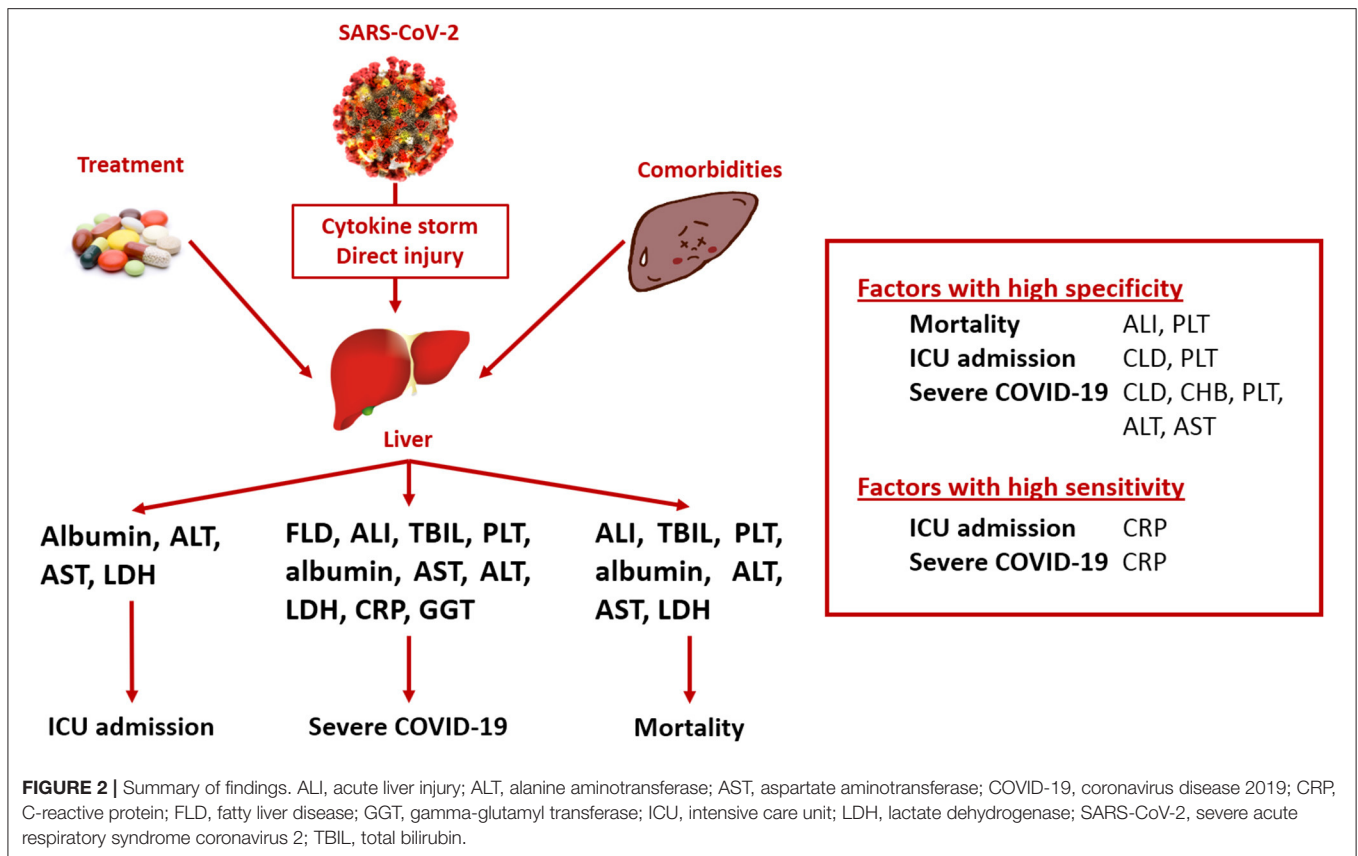 SARS-CoV-2
Treatment
Comorbidities
Cytokine storm
Direct injury
Liver
Albumin, ALT,
AST, LDH
FLD, ALI, TBIL, PLT,
albumin, AST, ALT,
LDH, CRP, GGT
ALI, TBIL, PLT,
albumin, ALT,
AST, LDH
ICU admission
Severe COVID-19
Mortality
Factors with high specificity
Mortality ALI, PLT
ICU admission CLD, PLT
Severe COVID-19 CLD, CHB, PLT,
ALT, AST
Factors with high sensitivity
ICU admission CRP
Severe COVID-19 CRP
FIGURE 2 | Summary of findings. ALI, acute liver injury; ALT, alanine aminotransferase; AST, aspartate aminotransferase; COVID-19, coronavirus disease 2019; CRP,
C-reactive protein; FLD, fatty liver disease; GGT, gamma-glutamyl transferase; ICU, intensive care unit; LDH, lactate dehydrogenase; SARS-CoV-2, severe acute
respiratory syndrome coronavirus 2; TBIL, total bilirubin.